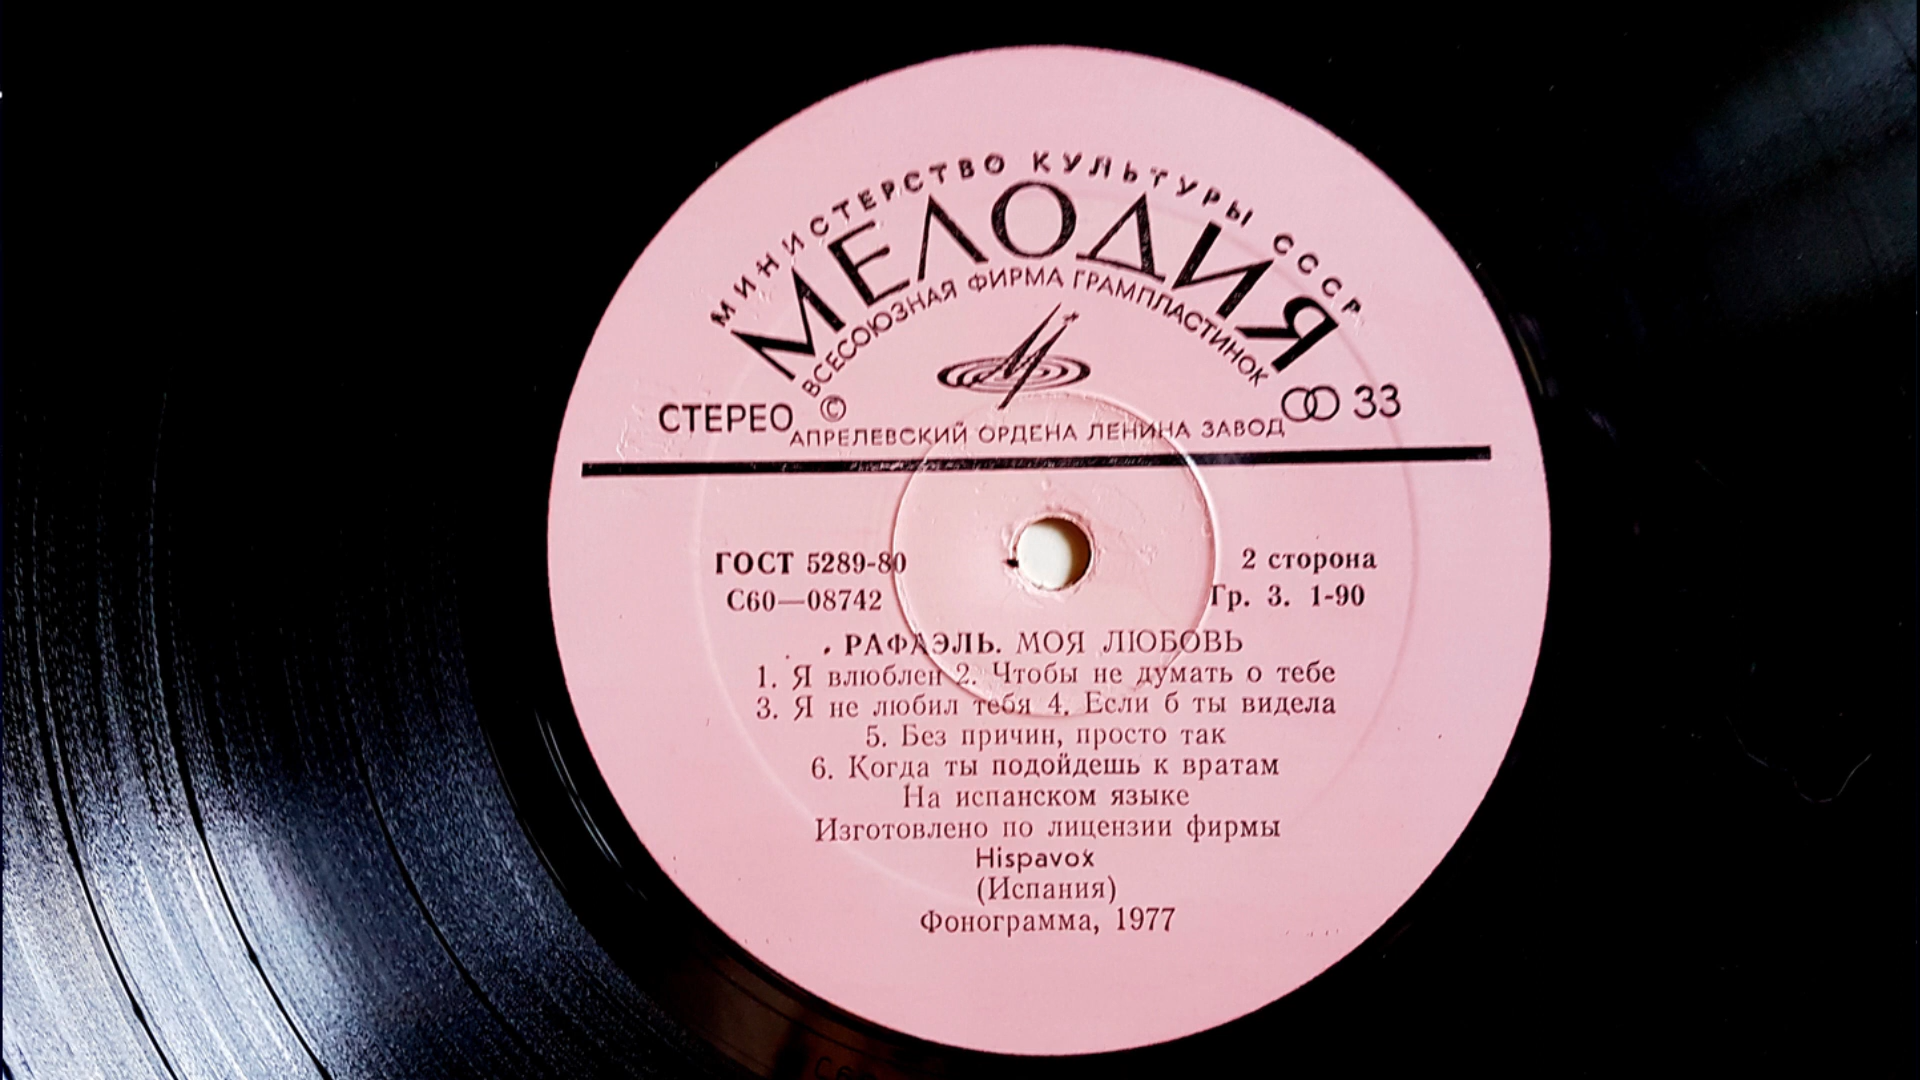 МИНИСТЕРСТВО КУЛЬТУРЫ СССР
МЕЛОДИЯ
ВСЕСОЮЗНАЯ ФИРМА ГРАМПЛАСТИНОК
СТЕРЕО © 33
АПРЕЛЕВСКИЙ ОРДЕНА ЛЕНИНА ЗАВОД
ГОСТ 5289-80 2 сторона
С60—08742 Гр. 3. 1-90
РАФАЭЛЬ. МОЯ ЛЮБОВЬ
1. Я влюблен 2. Чтобы не думать о тебе
3. Я не любил тебя 4. Если б ты видела
5. Без причин, просто так
6. Когда ты подойдешь к вратам
На испанском языке
Изготовлено по лицензии фирмы
Hispavox
(Испания)
Фонограмма, 1977